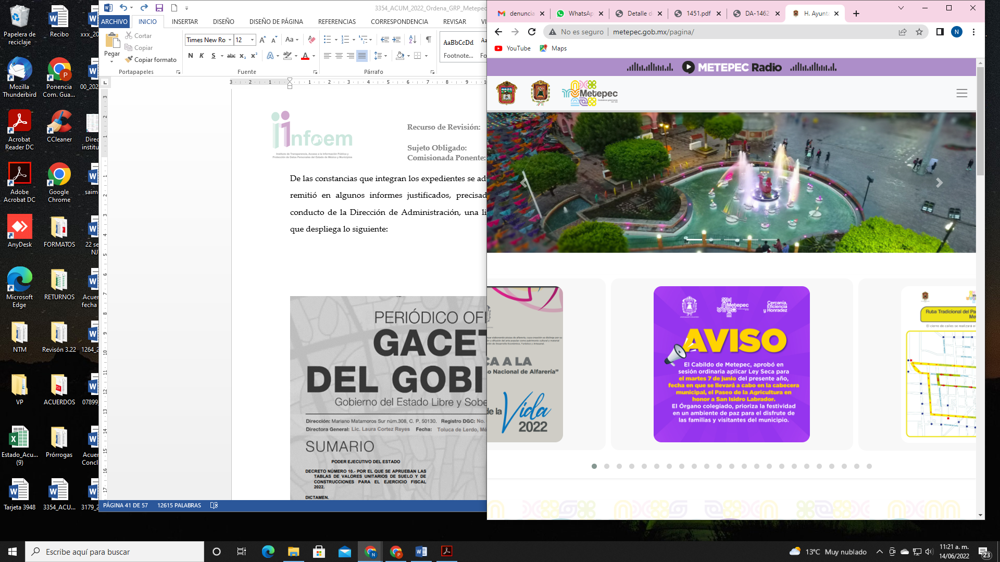 Papelera de reciclaje
Recibo
xxx_20
Mozilla Thunderbird
Ponencia Com. Gua...
00_202
Acrobat Reader DC
CCleaner
Direc institu
Adobe Acrobat DC
Google Chrome
saim
AnyDesk
FORMATOS
22 se NJ
Microsoft Edge
RETURNOS
Acuer fecha
NTM
Revisón 3.22
1264_2
VP
ACUERDOS
07899
Estado_Acu... (9)
Prórrogas
Acuer Concl
Tarjeta 3948
3354_ACU...
3179_2
3354_ACUM_2022_Ordena_GRP_Metepec
ARCHIVO
INICIO
INSERTAR
DISEÑO
DISEÑO DE PÁGINA
REFERENCIAS
CORRESPONDENCIA
REVISAR
VI
Pegar
Cortar
Copiar
Copiar formato
Portapapeles
Times New Ro
12
Fuente
Párrafo
AaBbCcDd
Footnote...
Infoem
Instituto de Transparencia, Acceso a la Información Pública y
Protección de Datos Personales del Estado de México y Municipios
Recurso de Revisión:
Sujeto Obligado:
Comisionada Ponente:
De las constancias que integran los expedientes se ad
remitió en algunos informes justificados, precisad
conducto de la Dirección de Administración, una li
que despliega lo siguiente:
PERIÓDICO OFI
GACET
DEL GOBI
Gobierno del Estado Libre y Sobe
Dirección: Mariano Matamoros Sur núm.308, C. P. 50130. Registro DGC: No.
Directora General: Lic. Laura Cortez Reyes Fecha: Toluca de Lerdo, Mé
SUMARIO
PODER EJECUTIVO DEL ESTADO
DECRETO NÚMERO 10.- POR EL QUE SE APRUEBAN LAS
TABLAS DE VALORES UNITARIOS DE SUELO Y DE
CONSTRUCCIONES PARA EL EJERCICIO FISCAL
2022.
DICTAMEN.
PÁGINA 41 DE 57
12615 PALABRAS
denuncia
WhatsAp
Detalle d
1451.pdf
DA-1462
H. Ayunta
No es seguro
metepec.gob.mx/pagina/
YouTube
Maps
METEPEC Radio
Metepec
CA A LA
so Nacional de Alfarería"
de la Vida
2022
Metepec
Cercanía, Eficiencia y Honradez
AVISO
El Cabildo de Metepec, aprobó en
sesión ordinaria aplicar Ley Seca para
el martes 7 de junio del presente año,
fecha en que se llevará a cabo en la cabecera
municipal, el Paseo de la Agricultura en
honor a San Isidro Labrador.
El Órgano colegiado, prioriza la festividad
en un ambiente de paz para el disfrute de
las familias y visitantes del municipio.
Ruta Tradicional del Pa
Me
El cierre de calles se realizará e
Escribe aquí para buscar
13°C Muy nublado
11:21 a. m.
14/06/2022
23